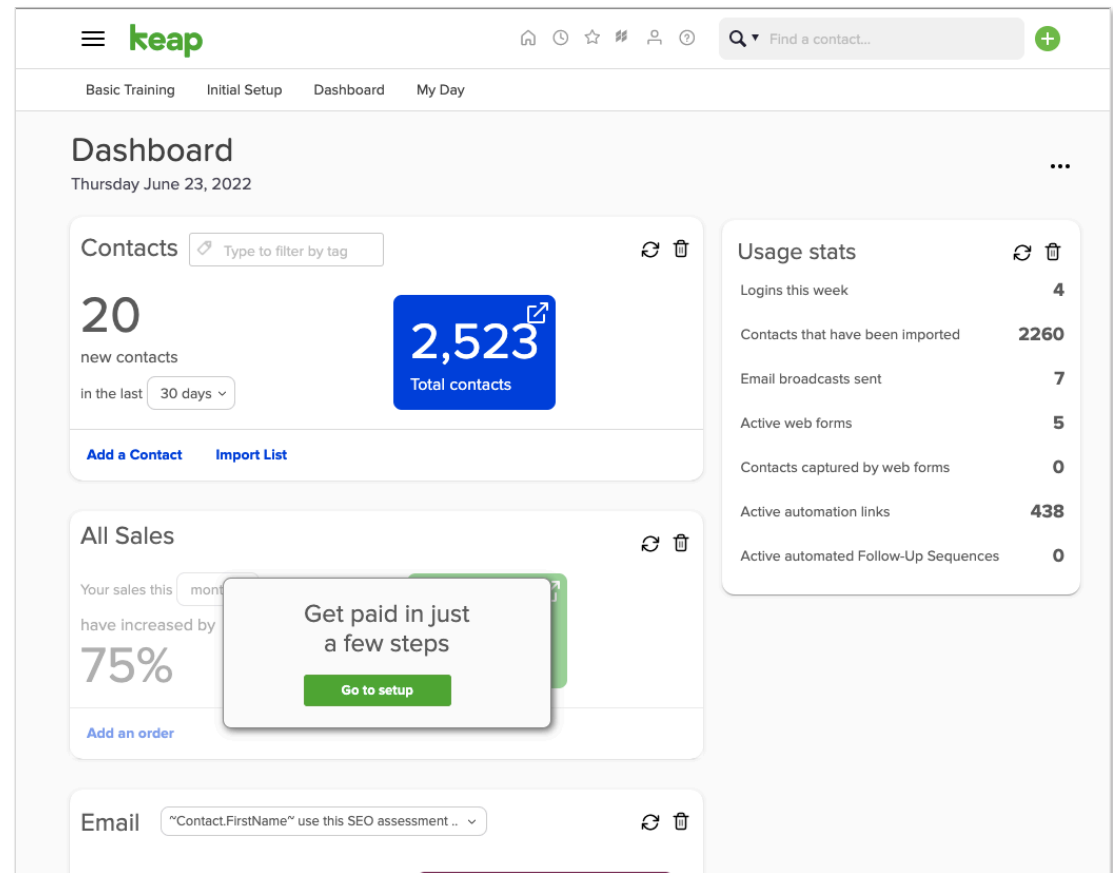 keap
Find a contact...
Basic Training Initial Setup Dashboard My Day
Dashboard
Thursday June 23, 2022
Contacts Type to filter by tag
20
new contacts
in the last 30 days
2,523
Total contacts
Add a Contact Import List
Usage stats
Logins this week 4
Contacts that have been imported 2260
Email broadcasts sent 7
Active web forms 5
Contacts captured by web forms 0
Active automation links 438
Active automated Follow-Up Sequences 0
All Sales
Your sales this
have increased by
75%
Get paid in just
a few steps
Go to setup
Add an order
Email ~Contact.FirstName~ use this SEO assessment ..